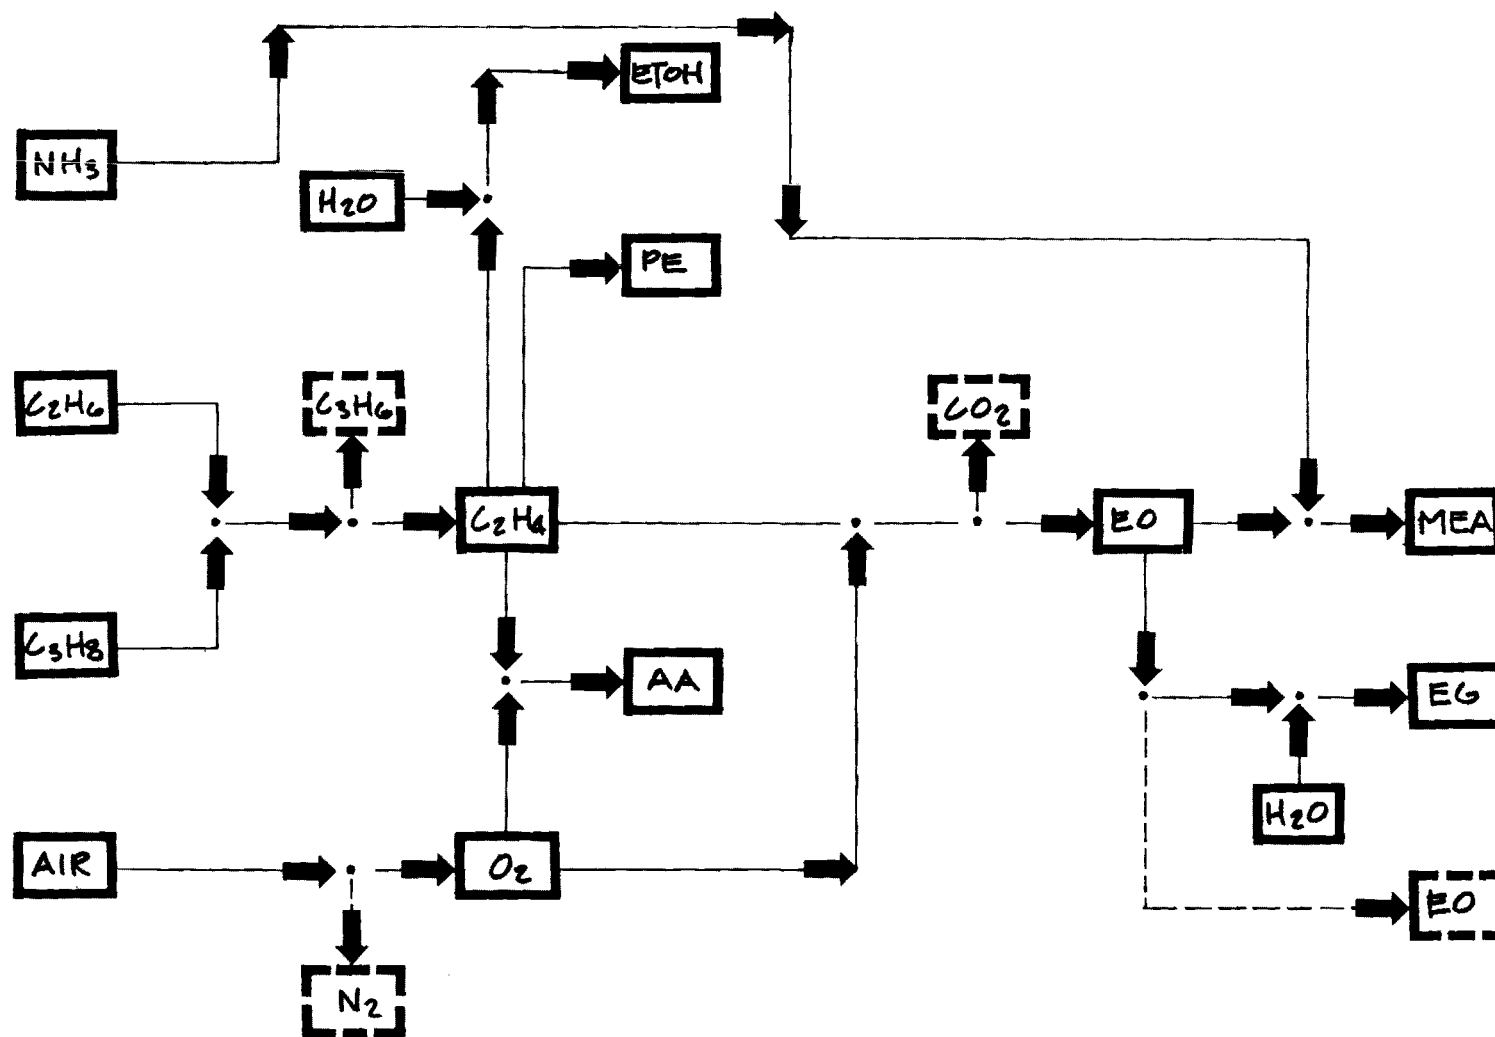 ETOH
NH3
H2O
PE
C2H6
C3H6
CO2
C2H4
EO
MEA
C3H8
AA
EG
H2O
AIR
O2
EO
N2